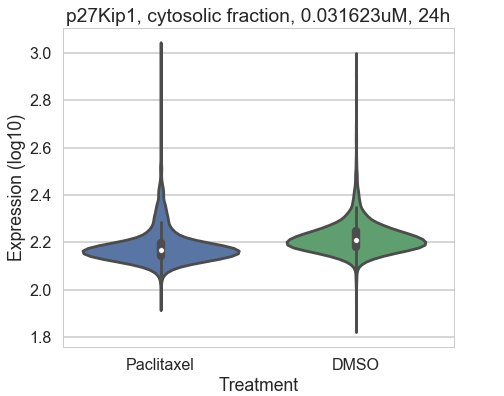 p27Kip1, cytosolic fraction, 0.031623uM, 24h
Expression (log10)
3.0
2.8
2.6
2.4
2.2
2.0
1.8
Paclitaxel
DMSO
Treatment